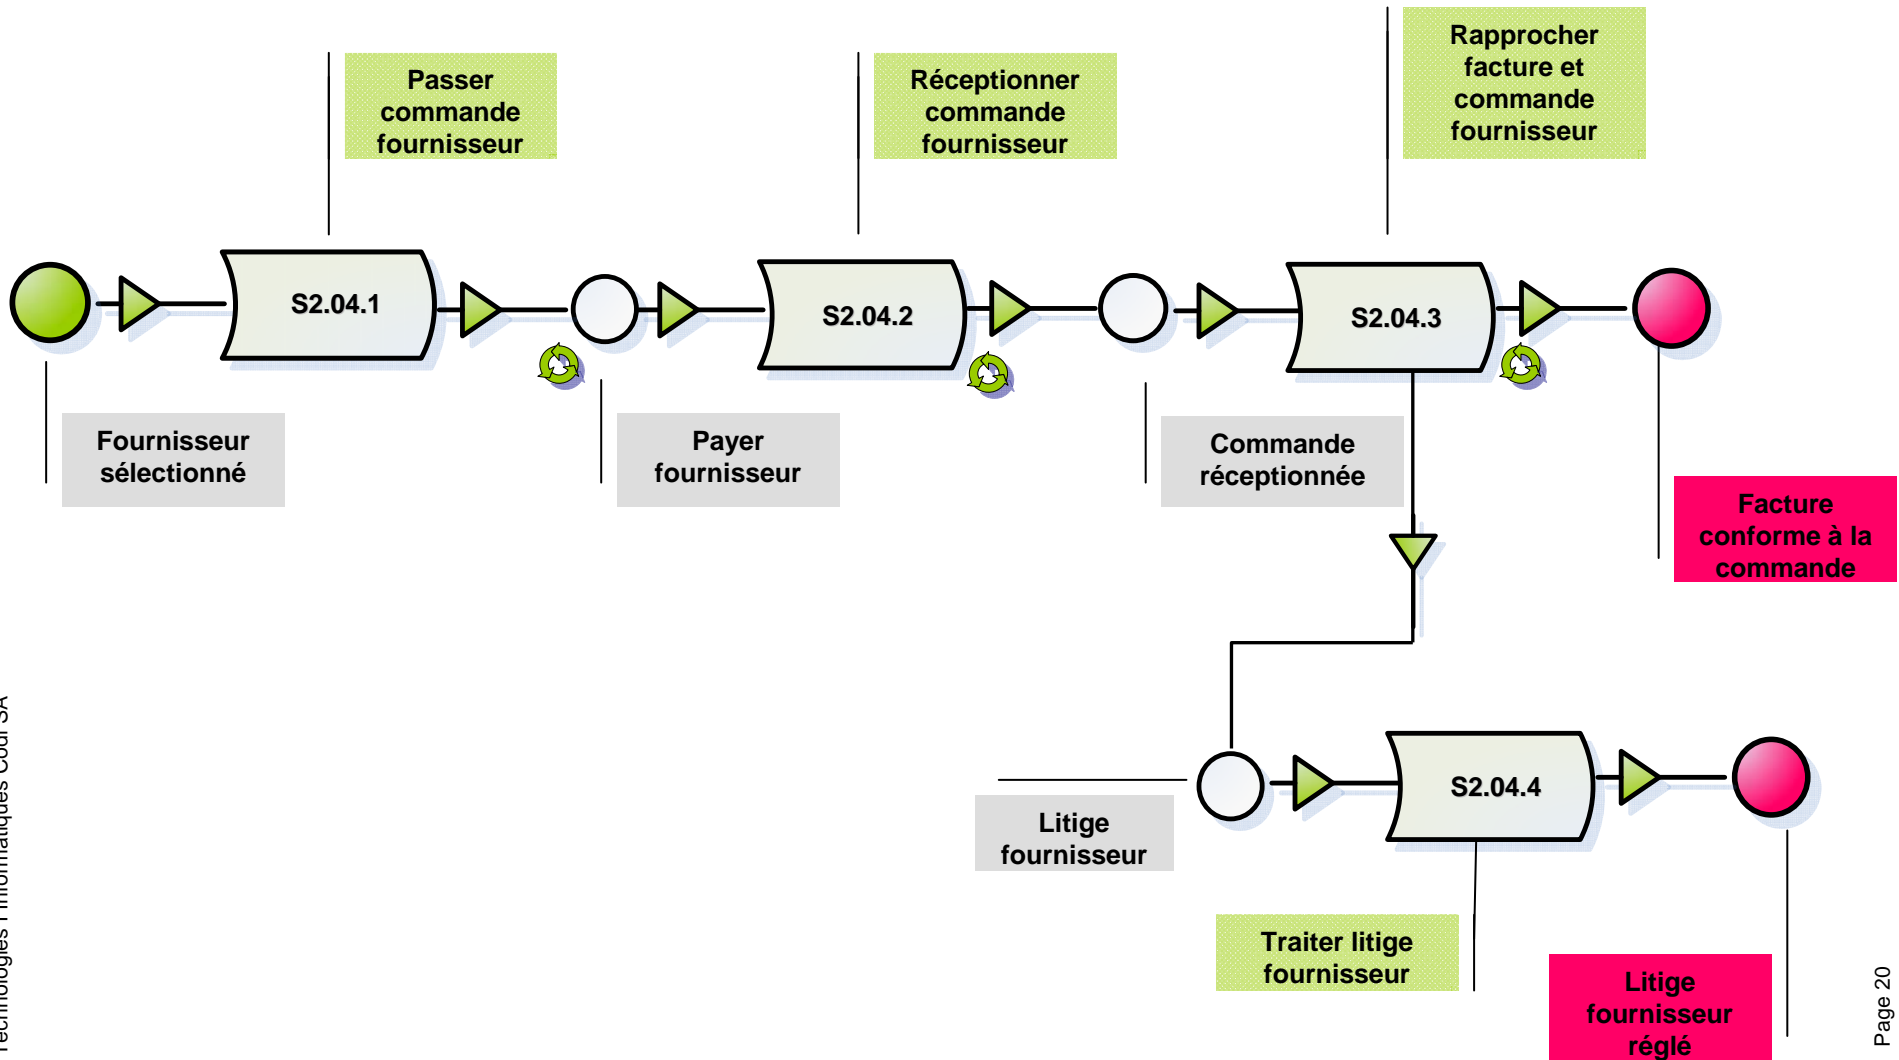 Passer
commande
fournisseur
Réceptionner
commande
fournisseur
Rapprocher
facture et
commande
fournisseur
S2.04.1
S2.04.2
S2.04.3
Fournisseur
sélectionné
Payer
fournisseur
Commande
réceptionnée
Facture
conforme à la
commande
S2.04.4
Litige
fournisseur
Traiter litige
fournisseur
Litige
fournisseur
réglé
SA
Page 20